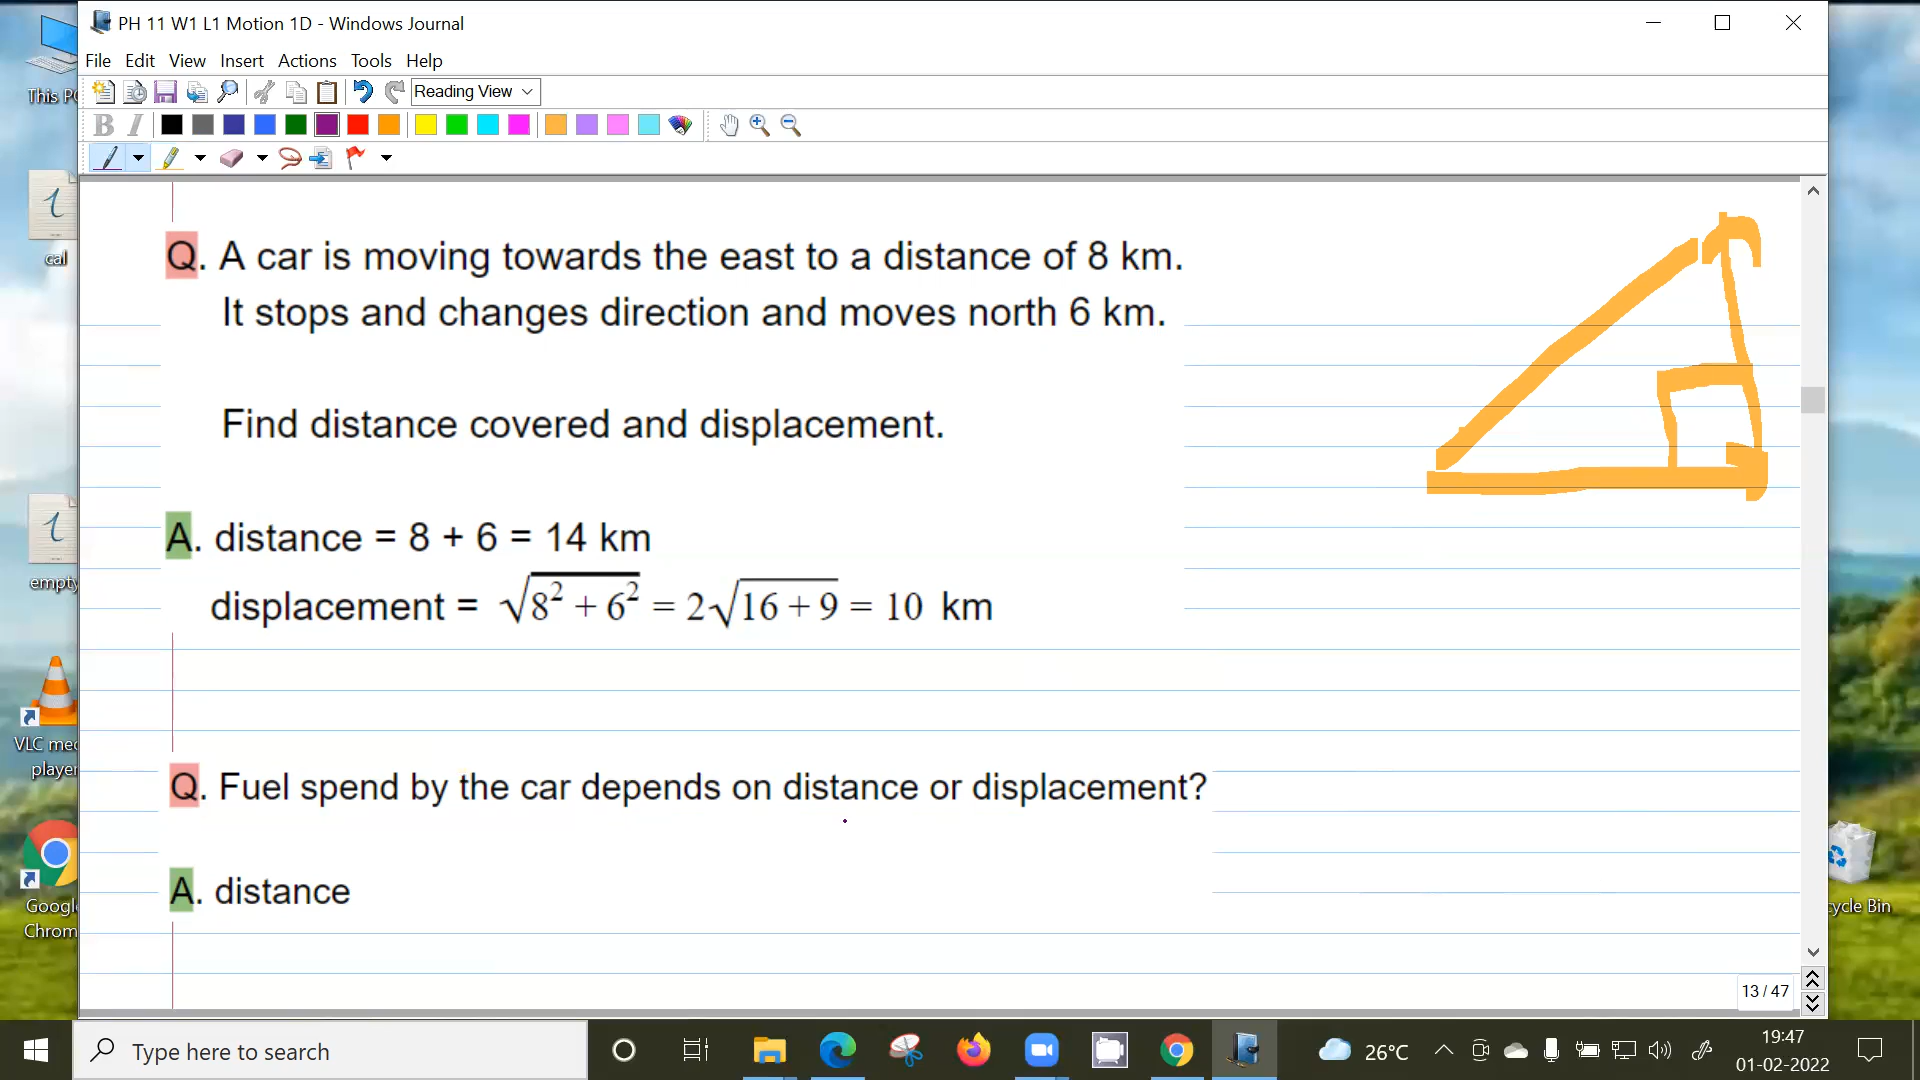 PH 11 W1 L1 Motion 1D - Windows Journal
File Edit View Insert Actions Tools Help
Reading View
B I
This PC
cal
empty
VLC med
player
Google
Chrom
Q. A car is moving towards the east to a distance of 8 km.
It stops and changes direction and moves north 6 km.
Find distance covered and displacement.
A. distance = 8 + 6 = 14 km
displacement = √(8² + 6²) = 2√(16 + 9) = 10 km
Q. Fuel spend by the car depends on distance or displacement?
A. distance
cycle Bin
13 / 47
Type here to search
26°C
19:47
01-02-2022